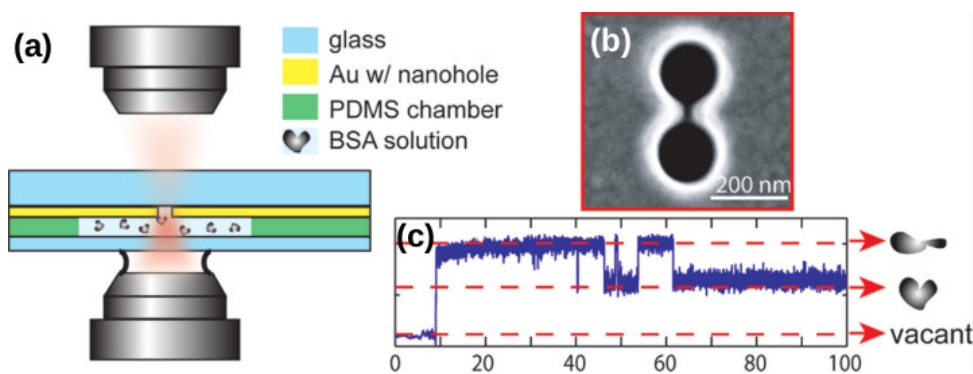 (a)
glass
Au w/ nanohole
PDMS chamber
BSA solution
(b)
200 nm
(c)
vacant
0 20 40 60 80 100